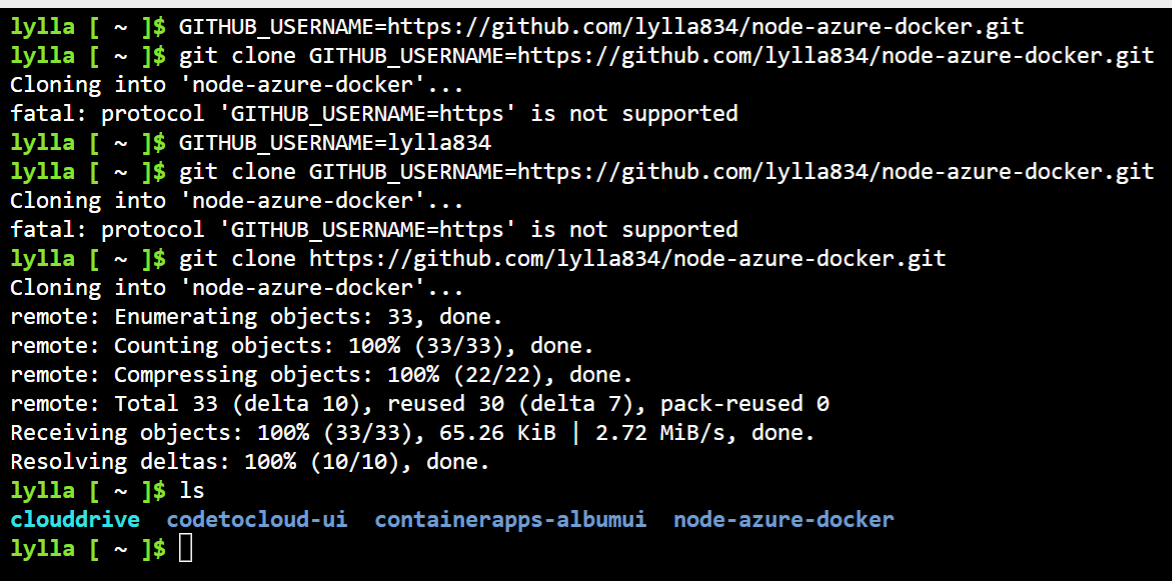 lylla [ ~ ]$ GITHUB_USERNAME=https://github.com/lylla834/node-azure-docker.git
lylla [ ~ ]$ git clone GITHUB_USERNAME=https://github.com/lylla834/node-azure-docker.git
Cloning into 'node-azure-docker'...
fatal: protocol 'GITHUB_USERNAME=https' is not supported
lylla [ ~ ]$ GITHUB_USERNAME=lylla834
lylla [ ~ ]$ git clone GITHUB_USERNAME=https://github.com/lylla834/node-azure-docker.git
Cloning into 'node-azure-docker'...
fatal: protocol 'GITHUB_USERNAME=https' is not supported
lylla [ ~ ]$ git clone https://github.com/lylla834/node-azure-docker.git
Cloning into 'node-azure-docker'...
remote: Enumerating objects: 33, done.
remote: Counting objects: 100% (33/33), done.
remote: Compressing objects: 100% (22/22), done.
remote: Total 33 (delta 10), reused 30 (delta 7), pack-reused 0
Receiving objects: 100% (33/33), 65.26 KiB | 2.72 MiB/s, done.
Resolving deltas: 100% (10/10), done.
lylla [ ~ ]$ ls
clouddrive  codetocloud-ui  containerapps-albumui  node-azure-docker
lylla [ ~ ]$